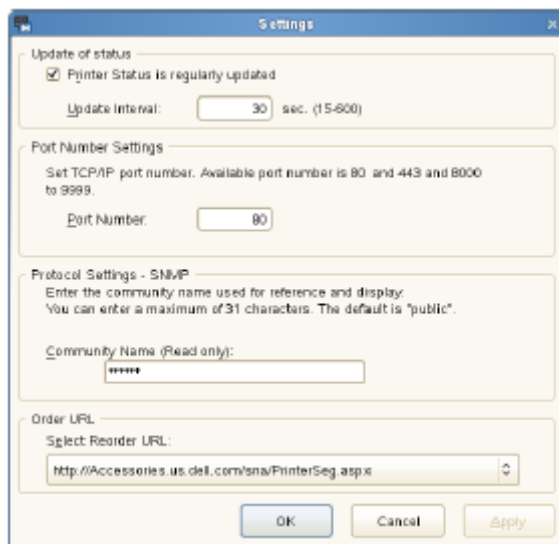 Settings
Update of status
Printer Status is regularly updated
Update Interval: 30 sec. (15-600)
Port Number Settings
Set TCP/IP port number. Available port number is 80 and 443 and 8000
to 9999.
Port Number: 80
Protocol Settings - SNMP
Enter the community name used for reference and display.
You can enter a maximum of 31 characters. The default is "public".
Community Name (Read only):
******
Order URL
Select Reorder URL:
http://Accessories.us.dell.com/sna/PrinterSeg.aspx
OK Cancel Apply